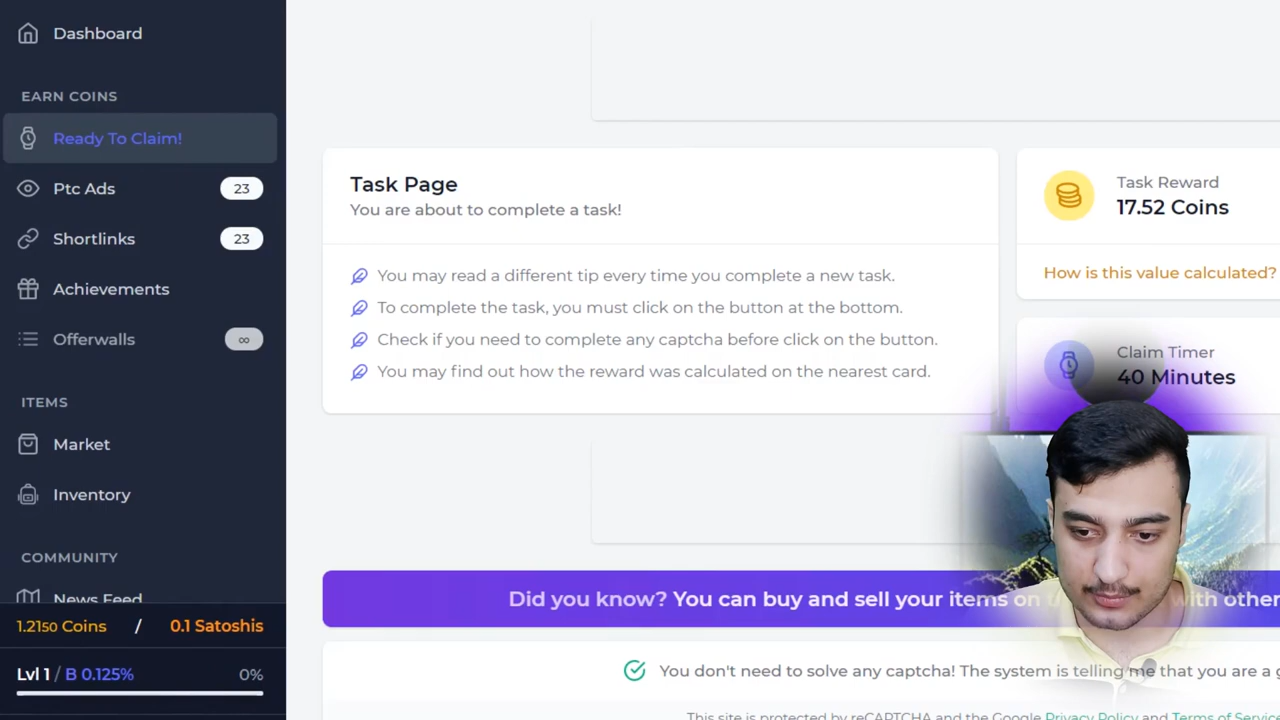 Dashboard
EARN COINS
Ready To Claim!
Ptc Ads 23
Shortlinks 23
Achievements
Offerwalls ∞
ITEMS
Market
Inventory
COMMUNITY
News Feed
1.2150 Coins / 0.1 Satoshis
Lvl 1 / B 0.125% 0%
Task Page
You are about to complete a task!
You may read a different tip every time you complete a new task.
To complete the task, you must click on the button at the bottom.
Check if you need to complete any captcha before click on the button.
You may find out how the reward was calculated on the nearest card.
Task Reward
17.52 Coins
How is this value calculated?
Claim Timer
40 Minutes
Did you know? You can buy and sell your items on with other
You don't need to solve any captcha! The system is telling me that you are a
This site is protected by reCAPTCHA and the Google Privacy Policy and Terms of Service